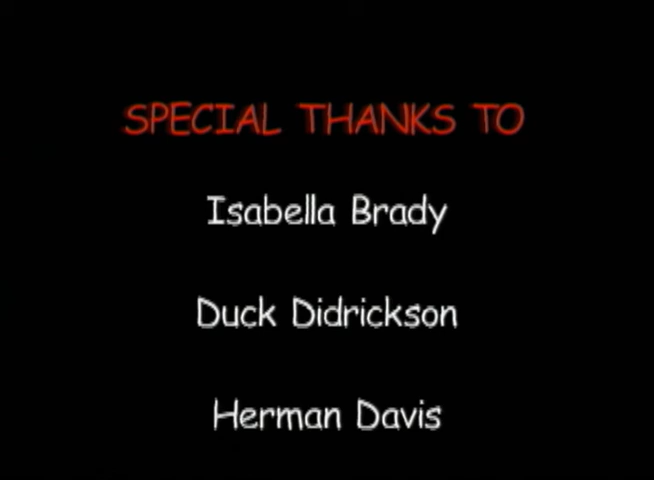 SPECIAL THANKS TO
Isabella Brady
Duck Didrickson
Herman Davis